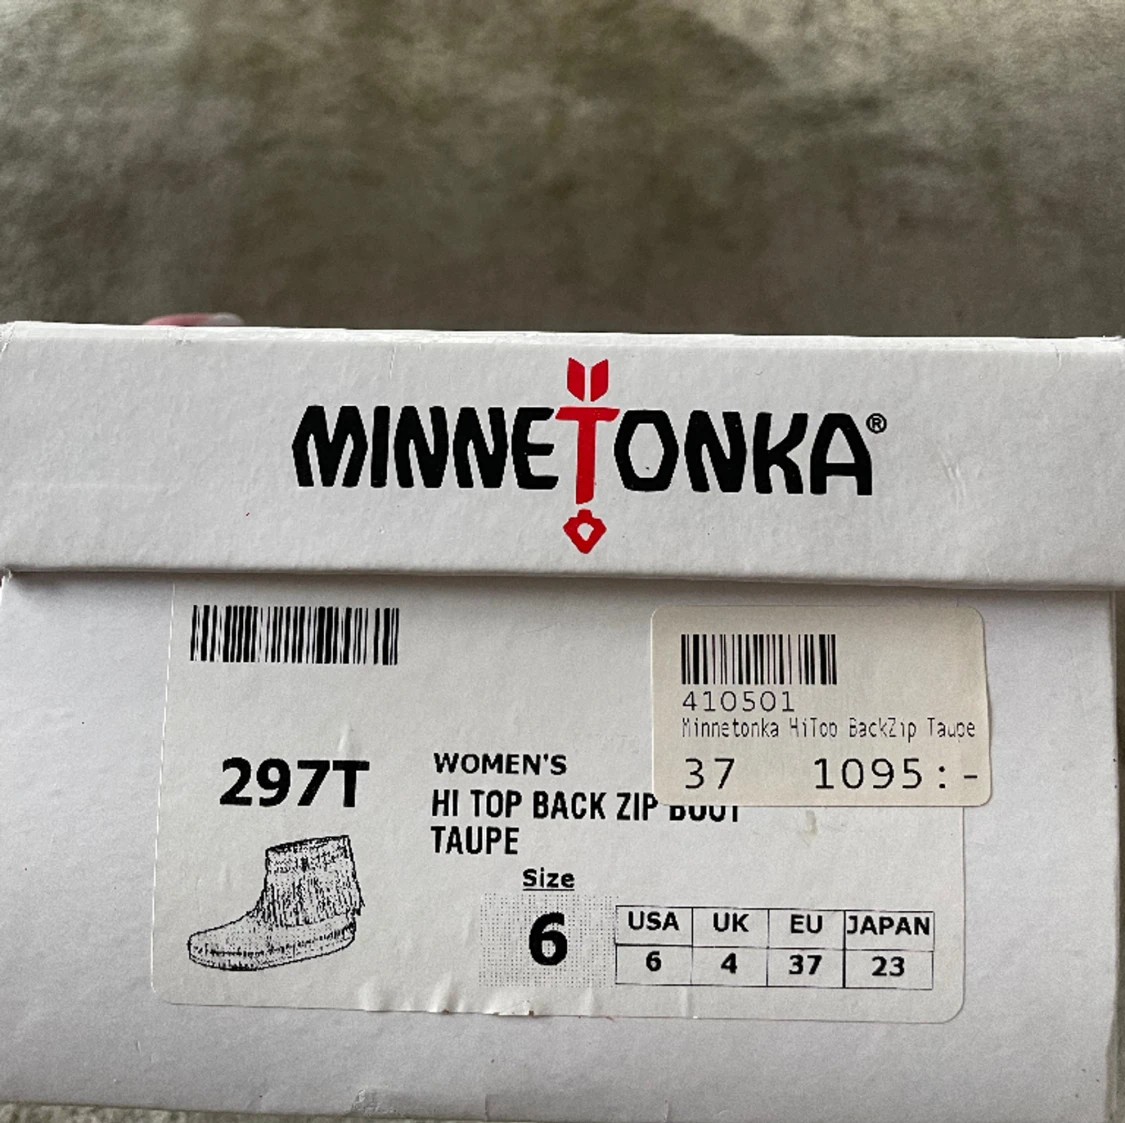 MINNETONKA®
410501
Minnetonka HiTop BackZip Taupe
37 1095:-
297T
WOMEN'S
HI TOP BACK ZIP BOOT
TAUPE
Size
6
USA UK EU JAPAN
6 4 37 23